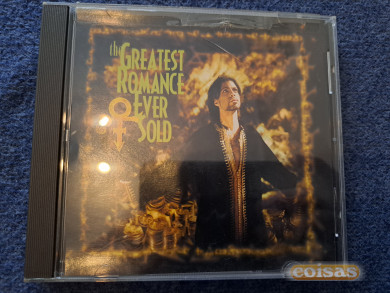 the GREATEST
ROMANCE
EVER
SOLD
coisas